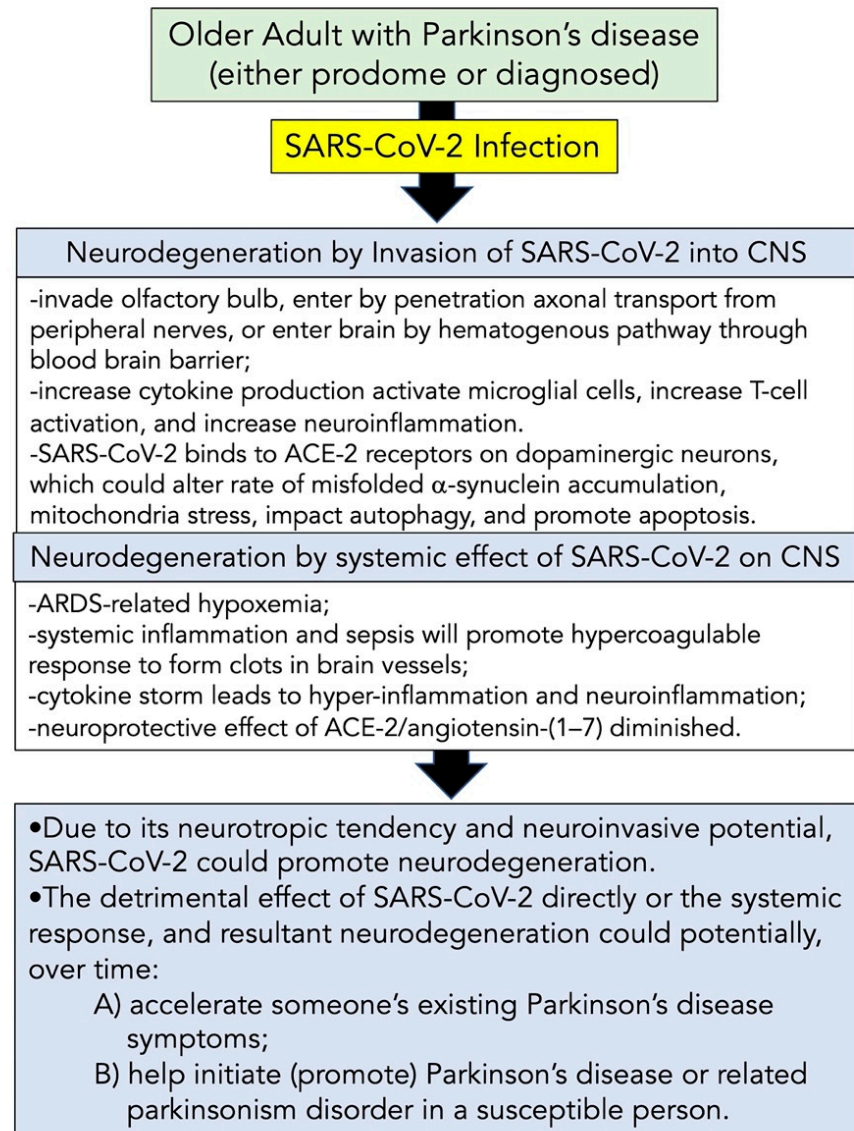 Older Adult with Parkinson's disease
(either prodome or diagnosed)
SARS-CoV-2 Infection
Neurodegeneration by Invasion of SARS-CoV-2 into CNS
-invade olfactory bulb, enter by penetration axonal transport from
peripheral nerves, or enter brain by hematogenous pathway through
blood brain barrier;
-increase cytokine production activate microglial cells, increase T-cell
activation, and increase neuroinflammation.
-SARS-CoV-2 binds to ACE-2 receptors on dopaminergic neurons,
which could alter rate of misfolded α-synuclein accumulation,
mitochondria stress, impact autophagy, and promote apoptosis.
Neurodegeneration by systemic effect of SARS-CoV-2 on CNS
-ARDS-related hypoxemia;
-systemic inflammation and sepsis will promote hypercoagulable
response to form clots in brain vessels;
-cytokine storm leads to hyper-inflammation and neuroinflammation;
-neuroprotective effect of ACE-2/angiotensin-(1–7) diminished.
•Due to its neurotropic tendency and neuroinvasive potential,
SARS-CoV-2 could promote neurodegeneration.
•The detrimental effect of SARS-CoV-2 directly or the systemic
response, and resultant neurodegeneration could potentially,
over time:
A) accelerate someone's existing Parkinson's disease
symptoms;
B) help initiate (promote) Parkinson's disease or related
parkinsonism disorder in a susceptible person.